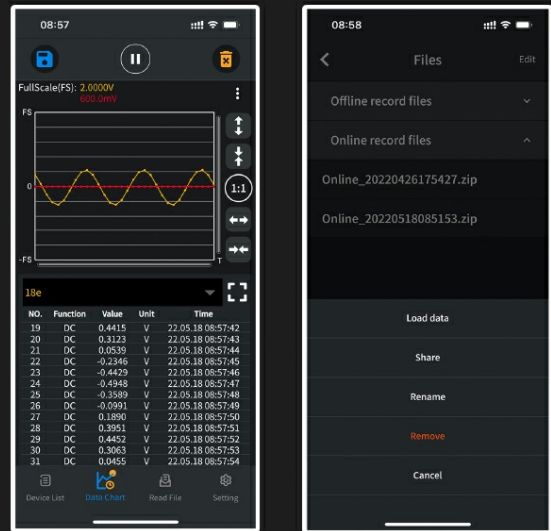 08:57
FullScale(FS): 2.0000V
600.0mV
FS
0
1:1
-FS
T
18e
NO. Function Value Unit Time
19 DC 0.4415 V 22.05.18 08:57:42
20 DC 0.3123 V 22.05.18 08:57:43
21 DC 0.0539 V 22.05.18 08:57:44
22 DC -0.2346 V 22.05.18 08:57:45
23 DC -0.4429 V 22.05.18 08:57:46
24 DC -0.4948 V 22.05.18 08:57:47
25 DC -0.3589 V 22.05.18 08:57:48
26 DC -0.0991 V 22.05.18 08:57:49
27 DC 0.1890 V 22.05.18 08:57:50
28 DC 0.3951 V 22.05.18 08:57:51
29 DC 0.4452 V 22.05.18 08:57:52
30 DC 0.3063 V 22.05.18 08:57:53
31 DC 0.0455 V 22.05.18 08:57:54
Device List Data Chart Read File Setting
08:58
Files Edit
Offline record files
Online record files
Online_20220426175427.zip
Online_20220518085153.zip
Load data
Share
Rename
Remove
Cancel